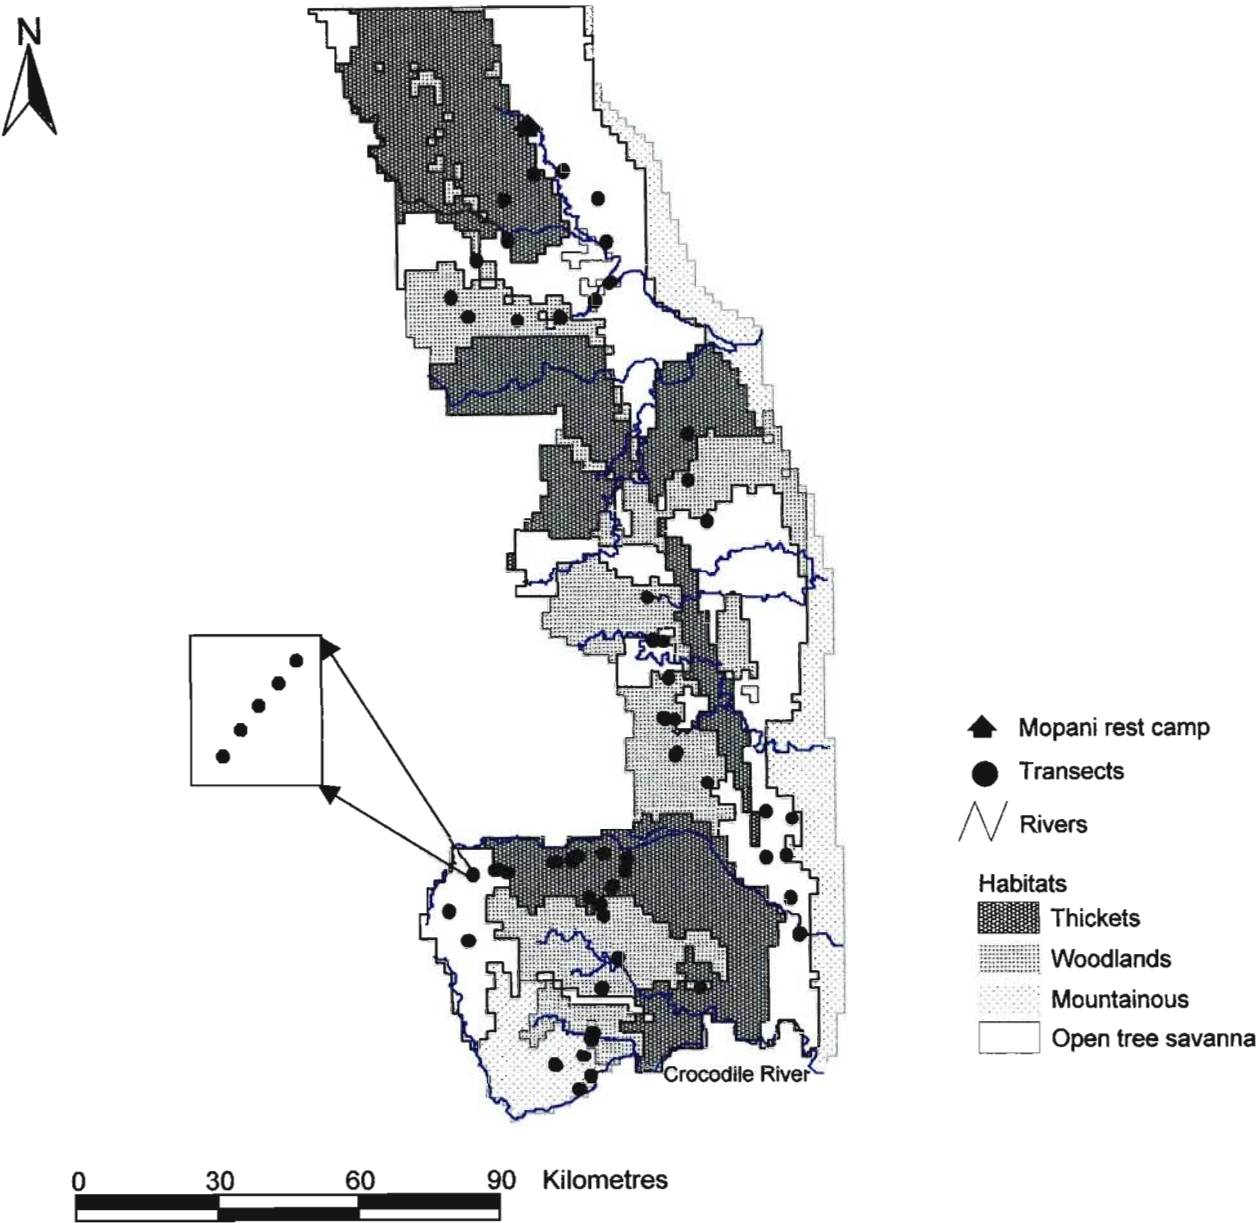 N
Mopani rest camp
Transects
Rivers
Habitats
Thickets
Woodlands
Mountainous
Open tree savanna
Crocodile River
0 30 60 90 Kilometres